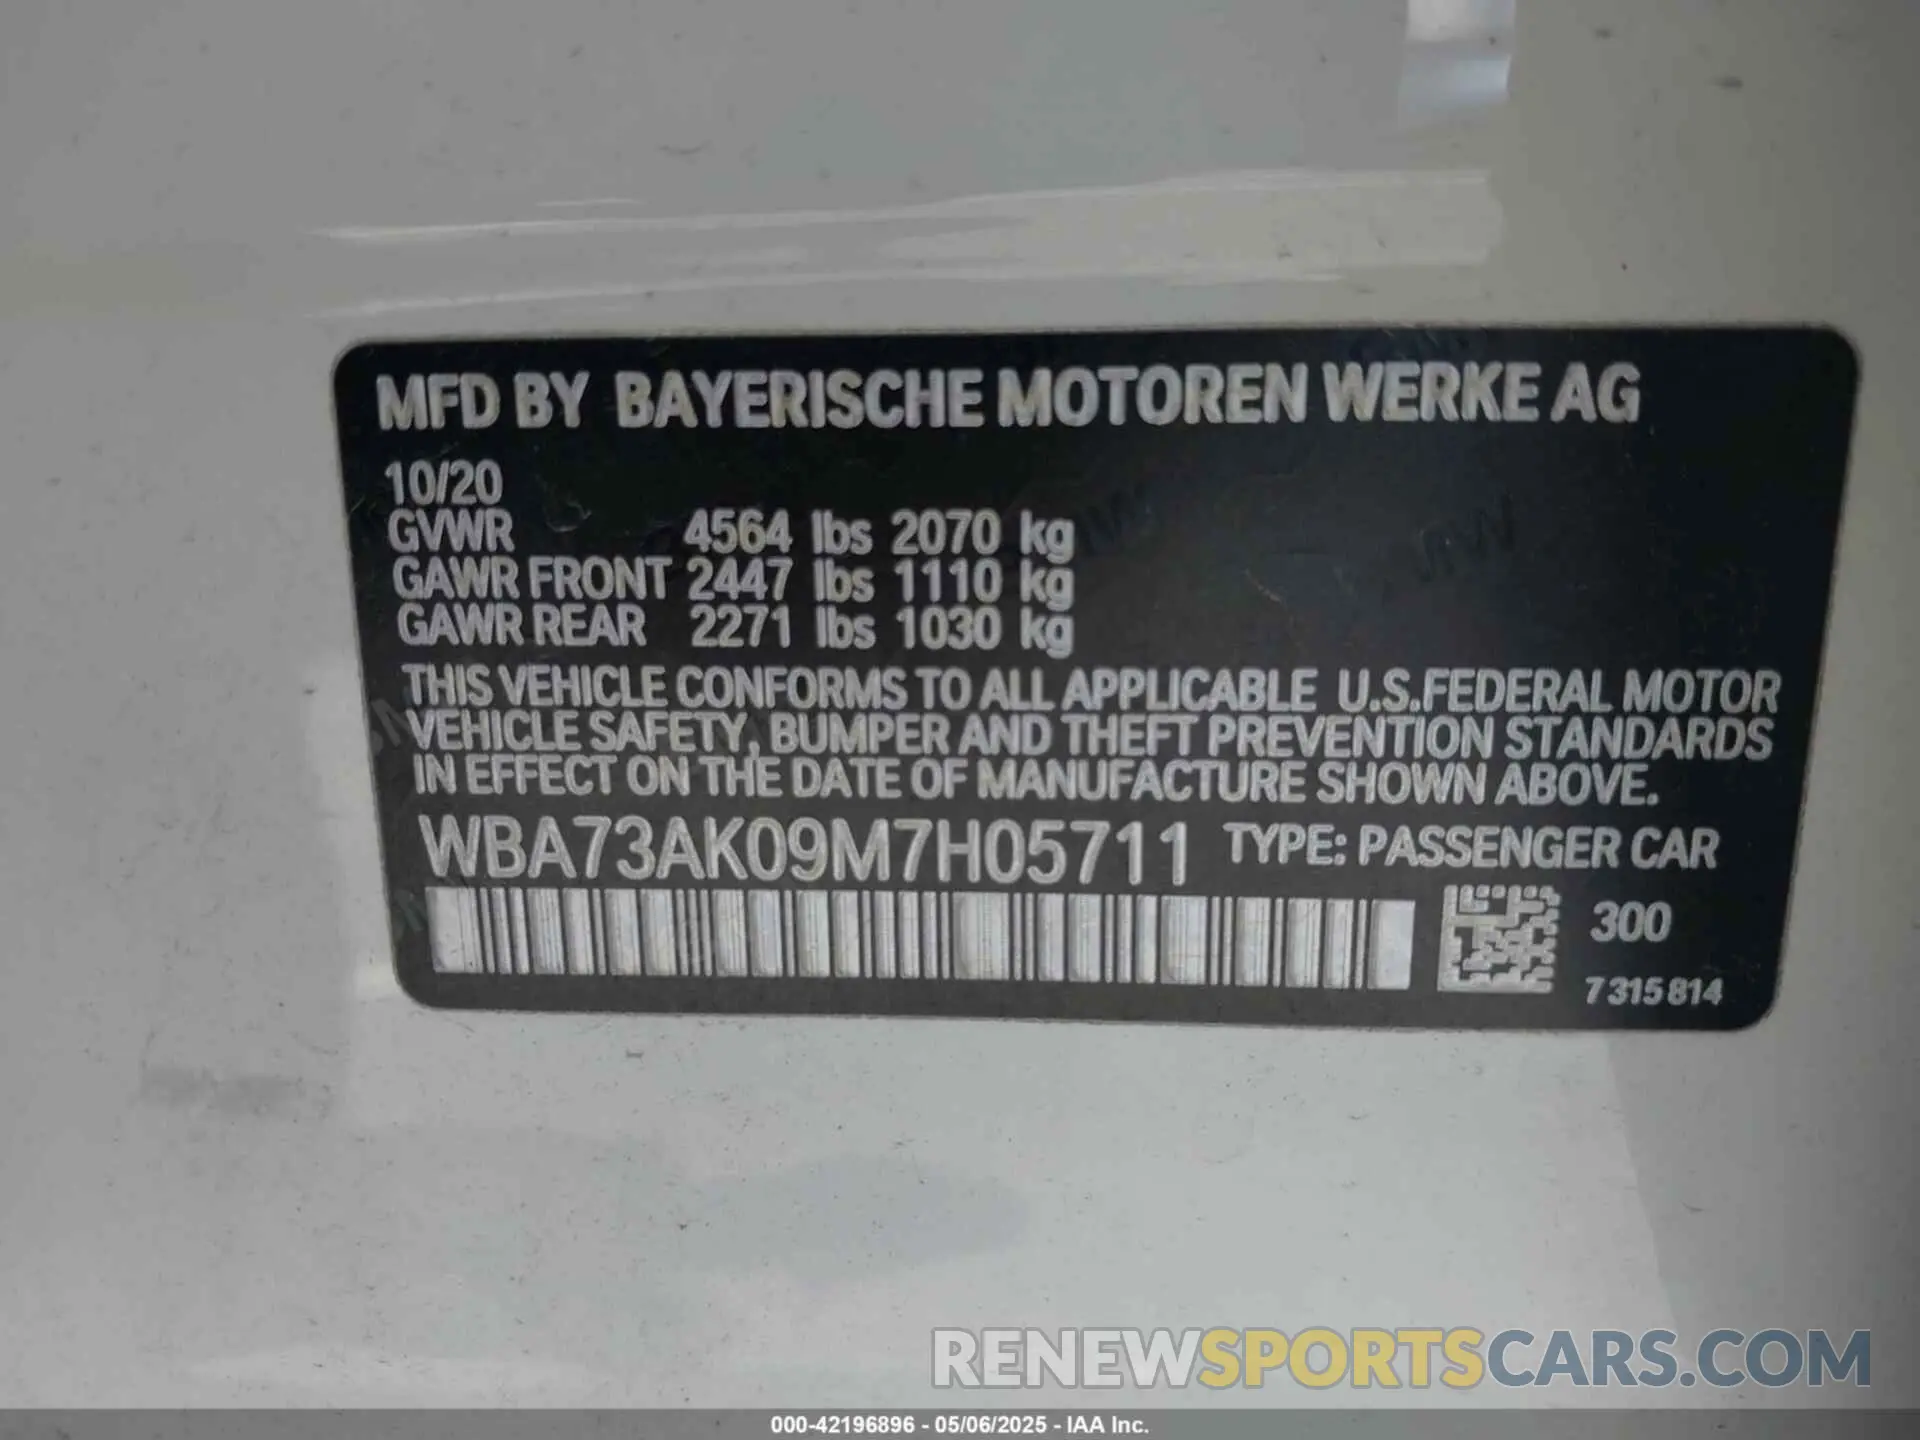 MFD BY BAYERISCHE MOTOREN WERKE AG
10/20
GVWR 4564 lbs 2070 kg
GAWR FRONT 2447 lbs 1110 kg
GAWR REAR 2271 lbs 1030 kg
THIS VEHICLE CONFORMS TO ALL APPLICABLE U.S.FEDERAL MOTOR
VEHICLE SAFETY, BUMPER AND THEFT PREVENTION STANDARDS
IN EFFECT ON THE DATE OF MANUFACTURE SHOWN ABOVE.
WBA73AK09M7H05711 TYPE: PASSENGER CAR
300
7315814
RENEWSPORTSCARS.COM
000-42196896 - 05/06/2025 - IAA Inc.